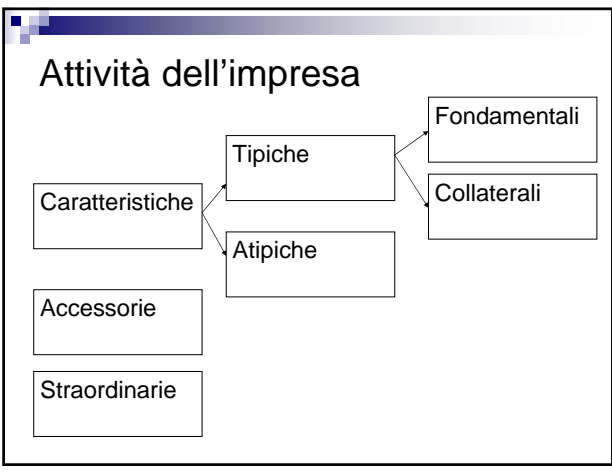 Attività dell'impresa
Fondamentali
Tipiche
Collaterali
Caratteristiche
Atipiche
Accessorie
Straordinarie